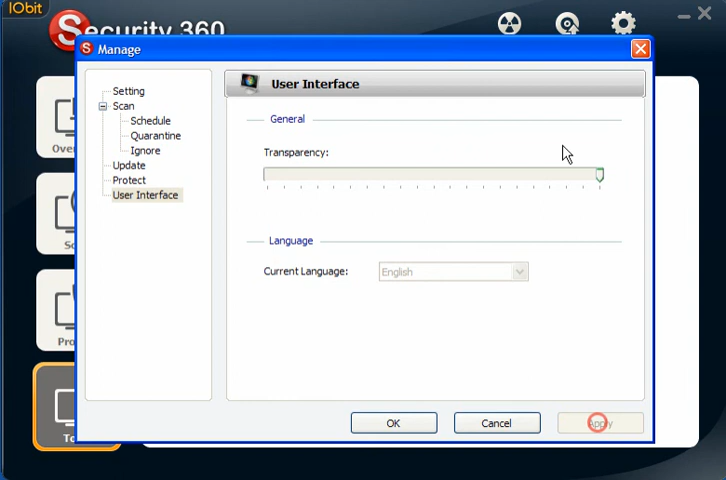 IObit
Security 360
Manage
Setting
Scan
Schedule
Quarantine
Ignore
Update
Protect
User Interface
User Interface
General
Transparency:
Language
Current Language:
English
OK
Cancel
Apply